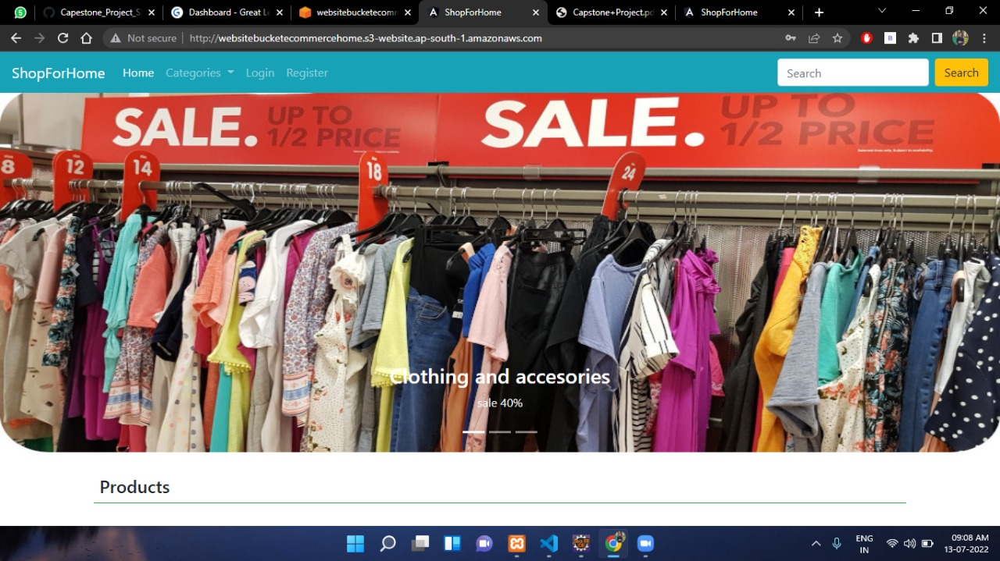 5
Capestone_Project_S
Dashboard - Great Le
websitebucketecomm
ShopForHome
Capstone+Project.pd
ShopForHome
Not secure
http://websitebucketecommercehome.s3-website.ap-south-1.amazonaws.com
ShopForHome
Home
Categories
Login
Register
Search
Search
SALE. UP TO 1/2 PRICE
SALE. UP TO 1/2 PRICE
8
12
14
18
24
Clothing and accesories
sale 40%
Products
ENG
IN
09:08 AM
13-07-2022